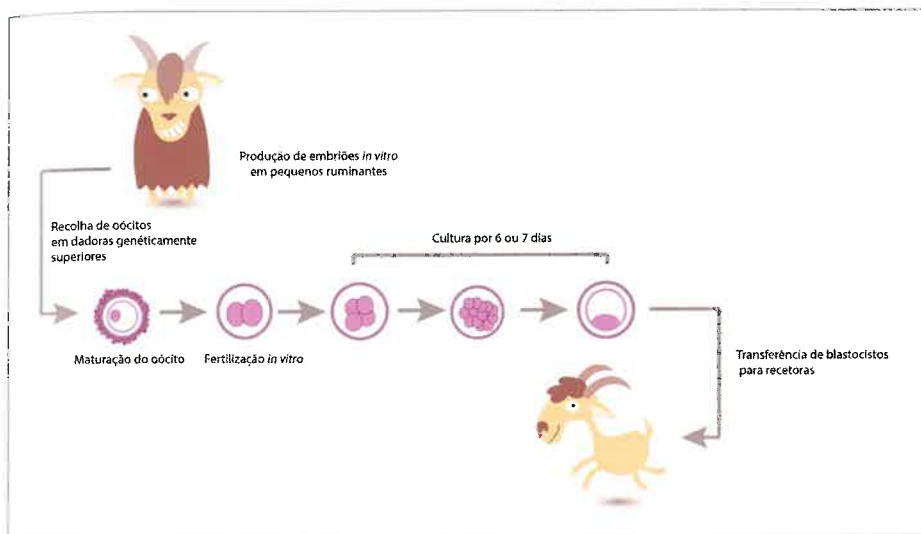 Produção de embriões in vitro
em pequenos ruminantes
Recolha de oócitos
em dadoras genéticamente
superiores
Cultura por 6 ou 7 dias
Maturação do oócito
Fertilização in vitro
Transferência de blastocistos
para recetoras